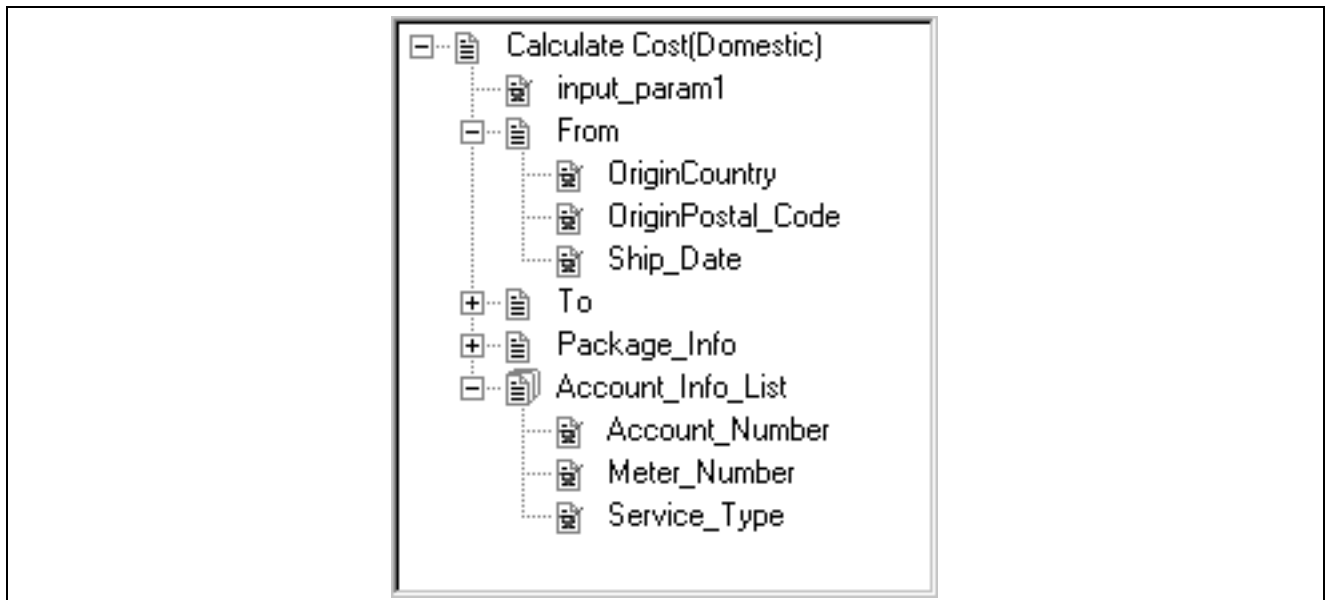 Calculate Cost(Domestic)
input_param1
From
OriginCountry
OriginPostal_Code
Ship_Date
To
Package_Info
Account_Info_List
Account_Number
Meter_Number
Service_Type